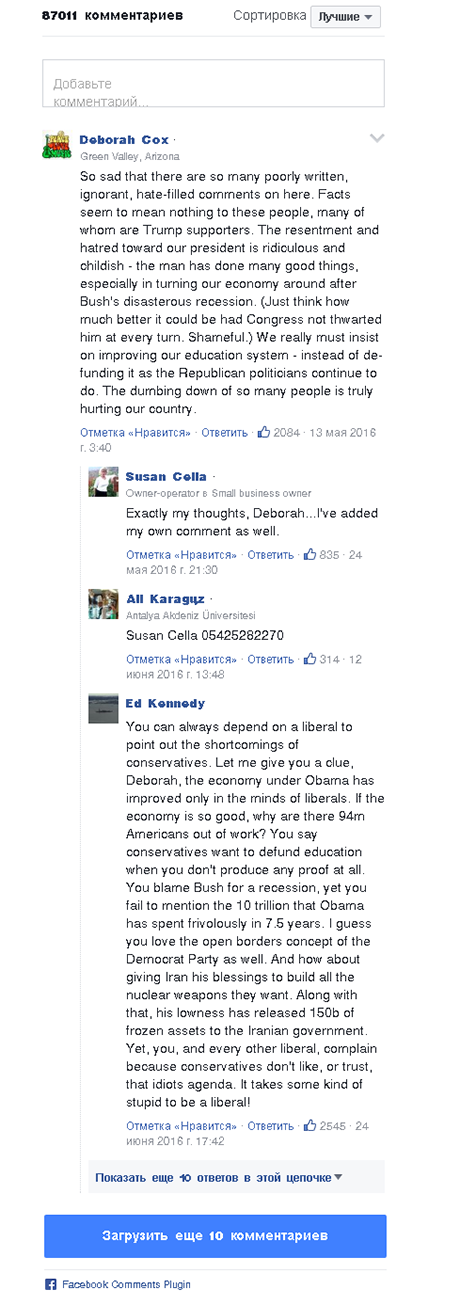 87011 комментариев Сортировка Лучшие
Добавьте
комментарий...
Deborah Cox ·
Green Valley, Arizona
So sad that there are so many poorly written,
ignorant, hate-filled comments on here. Facts
seem to mean nothing to these people, many of
whom are Trump supporters. The resentment and
hatred toward our president is ridiculous and
childish - the man has done many good things,
especially in turning our economy around after
Bush's disasterous recession. (Just think how
much better it could be had Congress not thwarted
him at every turn. Shameful.) We really must insist
on improving our education system - instead of de-
funding it as the Republican politicians continue to
do. The dumbing down of so many people is truly
hurting our country.
Отметка «Нравится» · Ответить · 2084 · 13 мая 2016
г. 3:40
Susan Cella ·
Owner-operator в Small business owner
Exactly my thoughts, Deborah...I've added
my own comment as well.
Отметка «Нравится» · Ответить · 835 · 24
мая 2016 г. 21:30
Ali Karaguz ·
Antalya Akdeniz Üniversitesi
Susan Cella 05425282270
Отметка «Нравится» · Ответить · 314 · 12
июня 2016 г. 13:48
Ed Kennedy
You can always depend on a liberal to
point out the shortcomings of
conservatives. Let me give you a clue,
Deborah, the economy under Obama has
improved only in the minds of liberals. If the
economy is so good, why are there 94m
Americans out of work? You say
conservatives want to defund education
when you don't produce any proof at all.
You blame Bush for a recession, yet you
fail to mention the 10 trillion that Obama
has spent frivolously in 7.5 years. I guess
you love the open borders concept of the
Democrat Party as well. And how about
giving Iran his blessings to build all the
nuclear weapons they want. Along with
that, his lowness has released 150b of
frozen assets to the Iranian government.
Yet, you, and every other liberal, complain
because conservatives don't like, or trust,
that idiots agenda. It takes some kind of
stupid to be a liberal!
Отметка «Нравится» · Ответить · 2545 · 24
июня 2016 г. 17:42
Показать еще 10 ответов в этой цепочке
Загрузить еще 10 комментариев
Facebook Comments Plugin